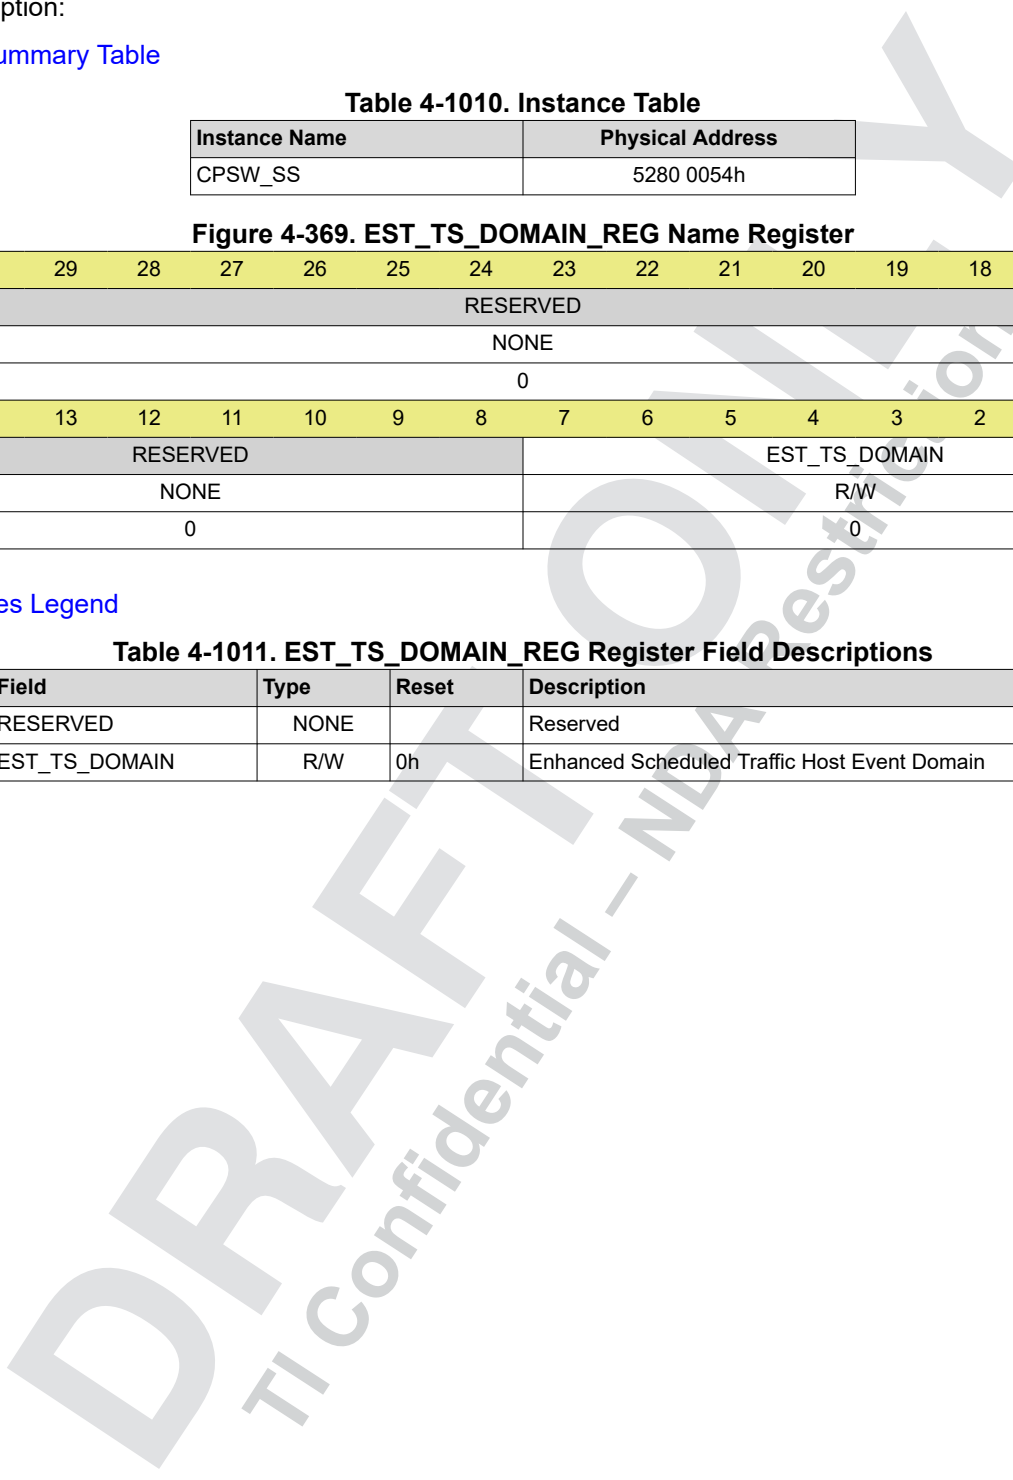 ption:
ummary Table
Table 4-1010. Instance Table
Instance Name Physical Address
CPSW_SS 5280 0054h
Figure 4-369. EST_TS_DOMAIN_REG Name Register
29 28 27 26 25 24 23 22 21 20 19 18
RESERVED
NONE
0
13 12 11 10 9 8 7 6 5 4 3 2
RESERVED EST_TS_DOMAIN
NONE R/W
0 0
es Legend
Table 4-1011. EST_TS_DOMAIN_REG Register Field Descriptions
Field Type Reset Description
RESERVED NONE Reserved
EST_TS_DOMAIN R/W 0h Enhanced Scheduled Traffic Host Event Domain
DRAFT ONLY
TI Confidential – NDA Restriction